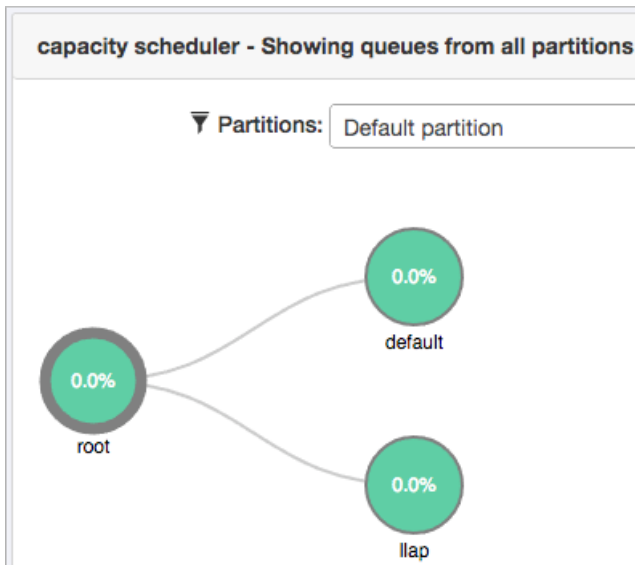 capacity scheduler - Showing queues from all partitions
Partitions: Default partition
0.0%
default
0.0%
root
0.0%
llap